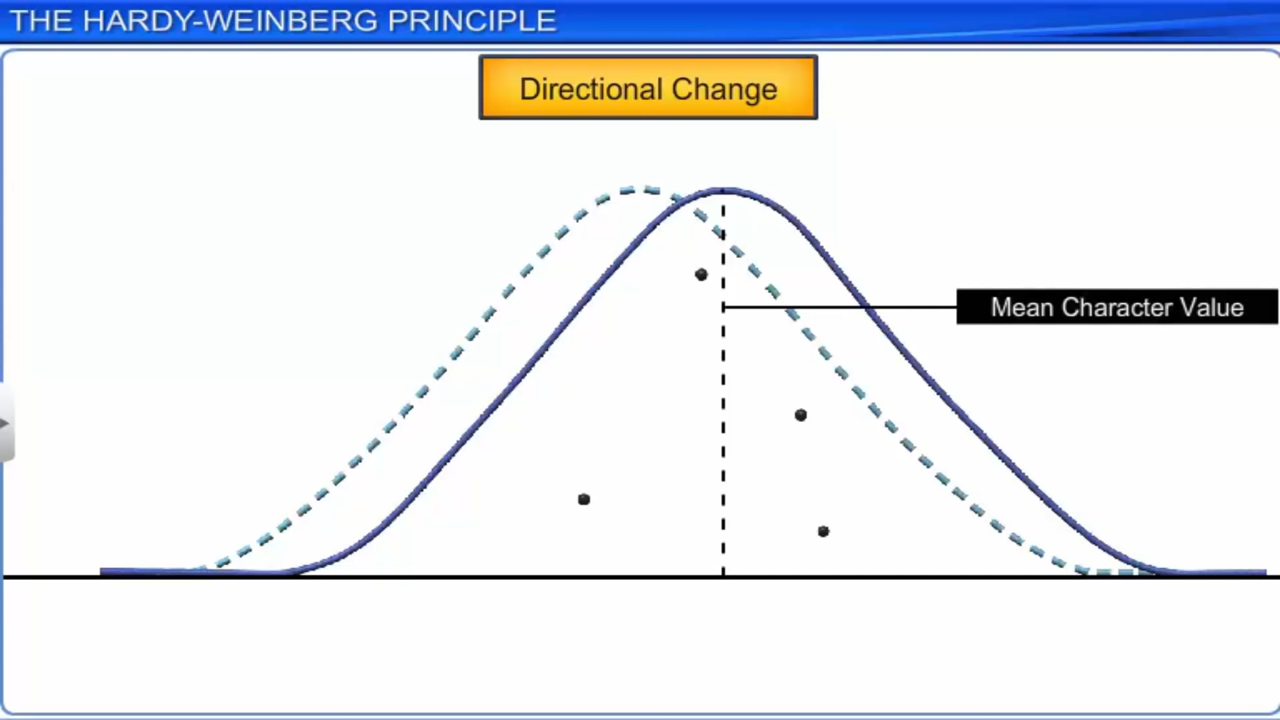 THE HARDY-WEINBERG PRINCIPLE
Directional Change
Mean Character Value